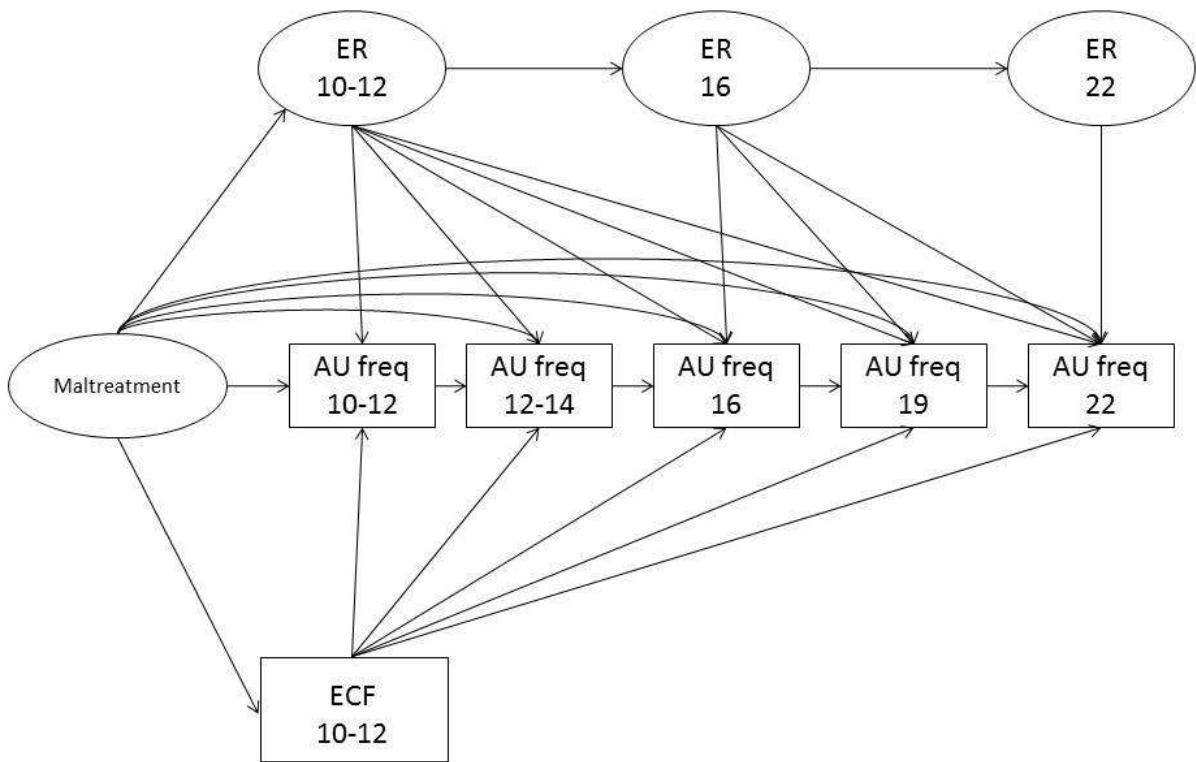 ER
10-12
ER
16
ER
22
Maltreatment
AU freq
10-12
AU freq
12-14
AU freq
16
AU freq
19
AU freq
22
ECF
10-12